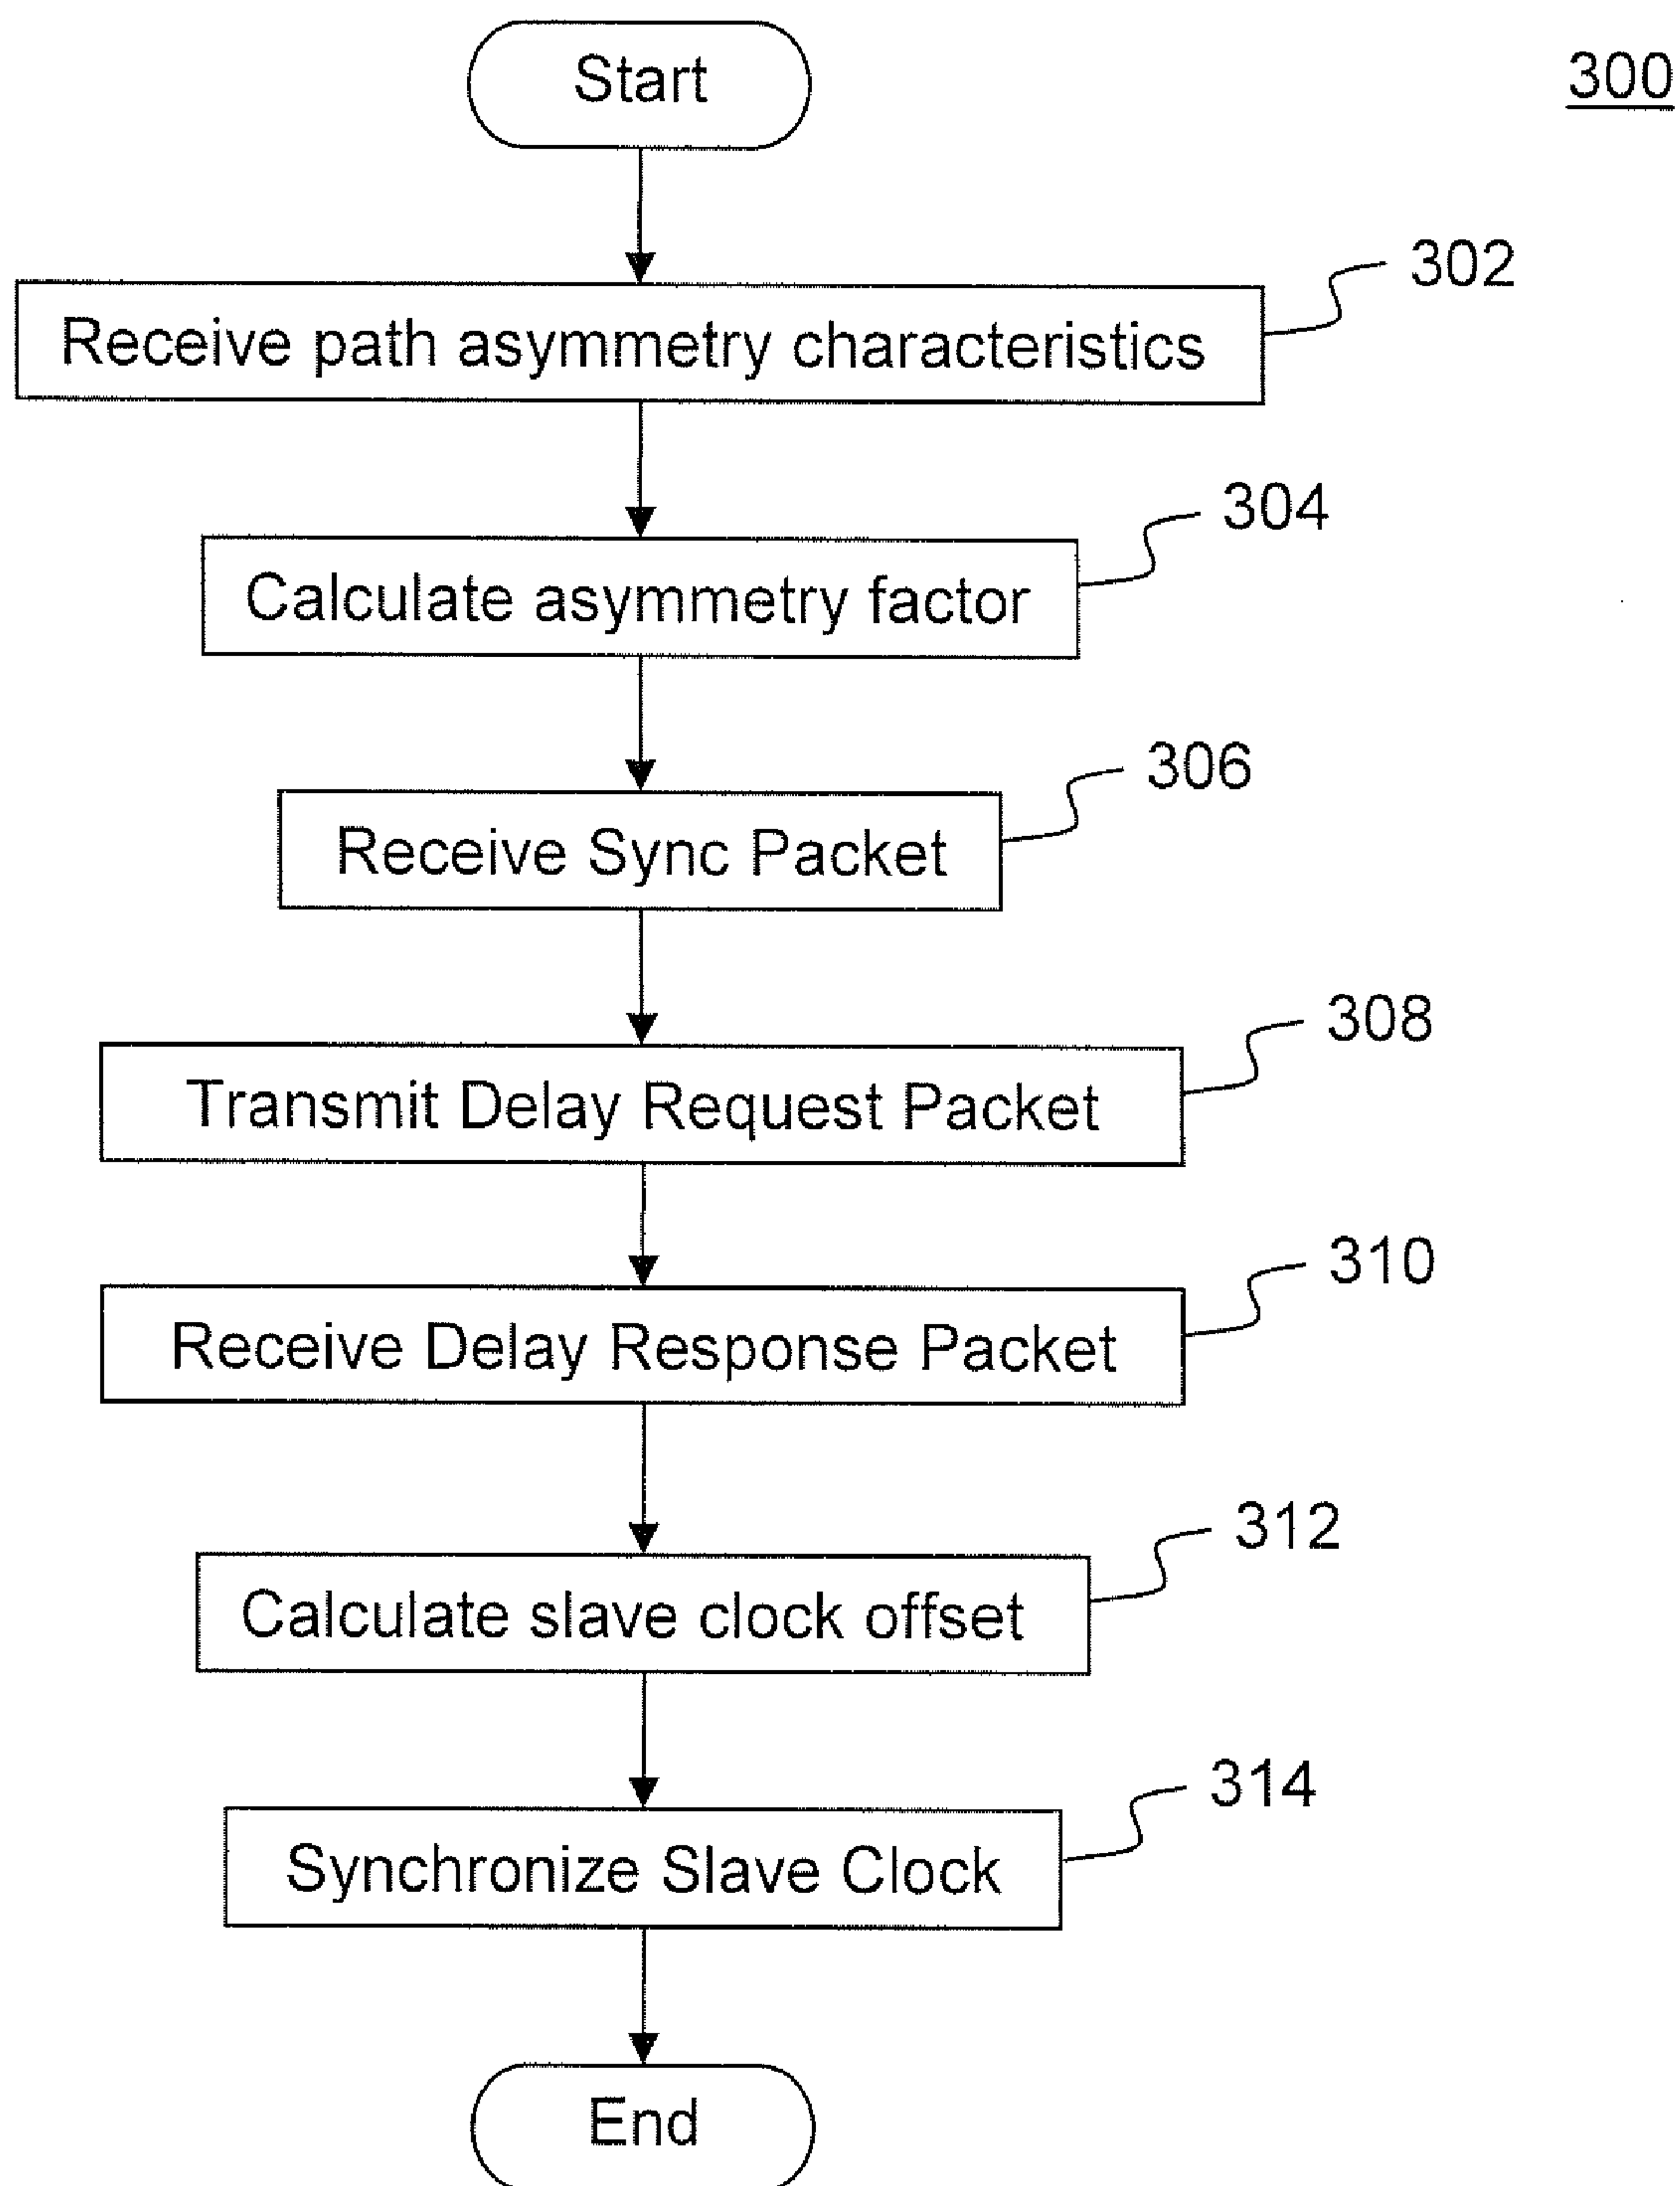 Start
300
302
Receive path asymmetry characteristics
304
Calculate asymmetry factor
306
Receive Sync Packet
308
Transmit Delay Request Packet
310
Receive Delay Response Packet
312
Calculate slave clock offset
314
Synchronize Slave Clock
End